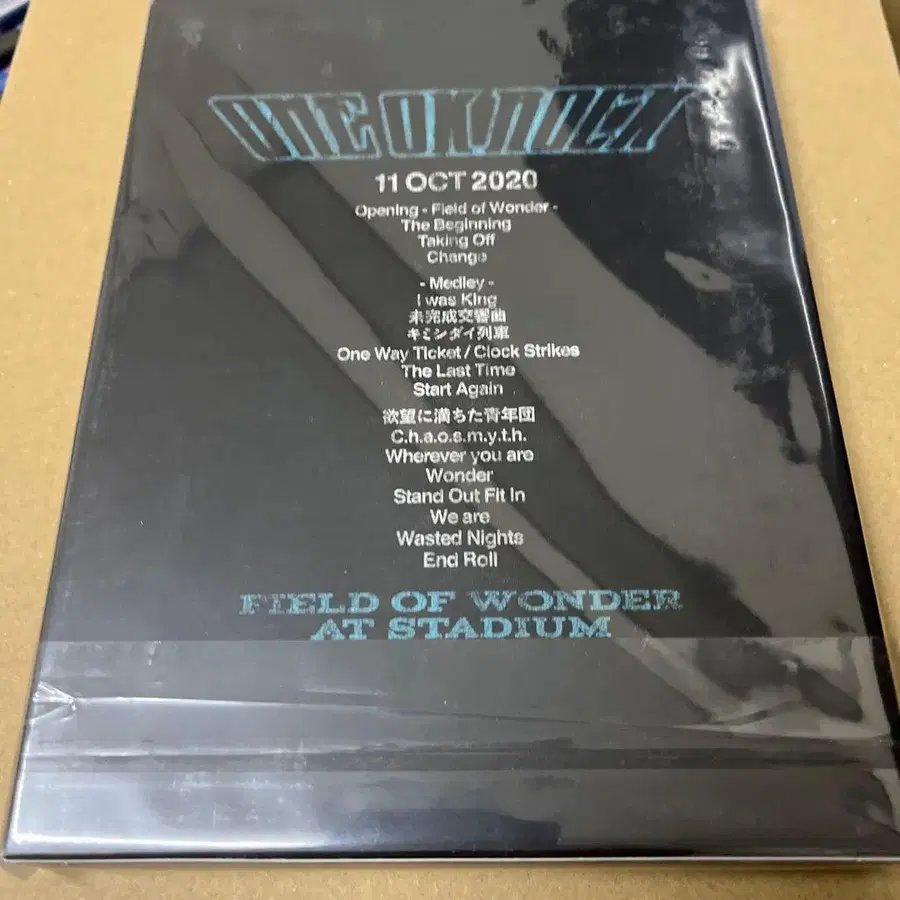 ONE OK ROCK
11 OCT 2020
Opening - Field of Wonder -
The Beginning
Taking Off
Change
- Medley -
I was King
未完成交響曲
キミシダイ列車
One Way Ticket / Clock Strikes
The Last Time
Start Again
欲望に満ちた青年団
C.h.a.o.s.m.y.t.h.
Wherever you are
Wonder
Stand Out Fit In
We are
Wasted Nights
End Roll
FIELD OF WONDER
AT STADIUM